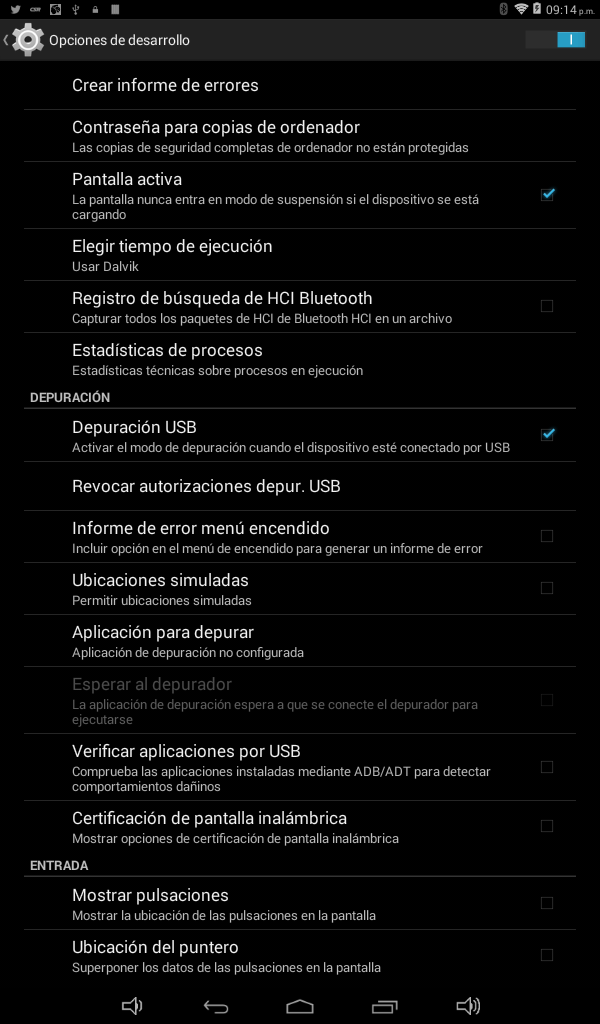 09:14 p.m.
Opciones de desarrollo
Crear informe de errores
Contraseña para copias de ordenador
Las copias de seguridad completas de ordenador no están protegidas
Pantalla activa
La pantalla nunca entra en modo de suspensión si el dispositivo se está
cargando
Elegir tiempo de ejecución
Usar Dalvik
Registro de búsqueda de HCI Bluetooth
Capturar todos los paquetes de HCI de Bluetooth HCI en un archivo
Estadísticas de procesos
Estadísticas técnicas sobre procesos en ejecución
DEPURACIÓN
Depuración USB
Activar el modo de depuración cuando el dispositivo esté conectado por USB
Revocar autorizaciones depur. USB
Informe de error menú encendido
Incluir opción en el menú de encendido para generar un informe de error
Ubicaciones simuladas
Permitir ubicaciones simuladas
Aplicación para depurar
Aplicación de depuración no configurada
Esperar al depurador
La aplicación de depuración espera a que se conecte el depurador para
ejecutarse
Verificar aplicaciones por USB
Comprueba las aplicaciones instaladas mediante ADB/ADT para detectar
comportamientos dañinos
Certificación de pantalla inalámbrica
Mostrar opciones de certificación de pantalla inalámbrica
ENTRADA
Mostrar pulsaciones
Mostrar la ubicación de las pulsaciones en la pantalla
Ubicación del puntero
Superponer los datos de las pulsaciones en la pantalla